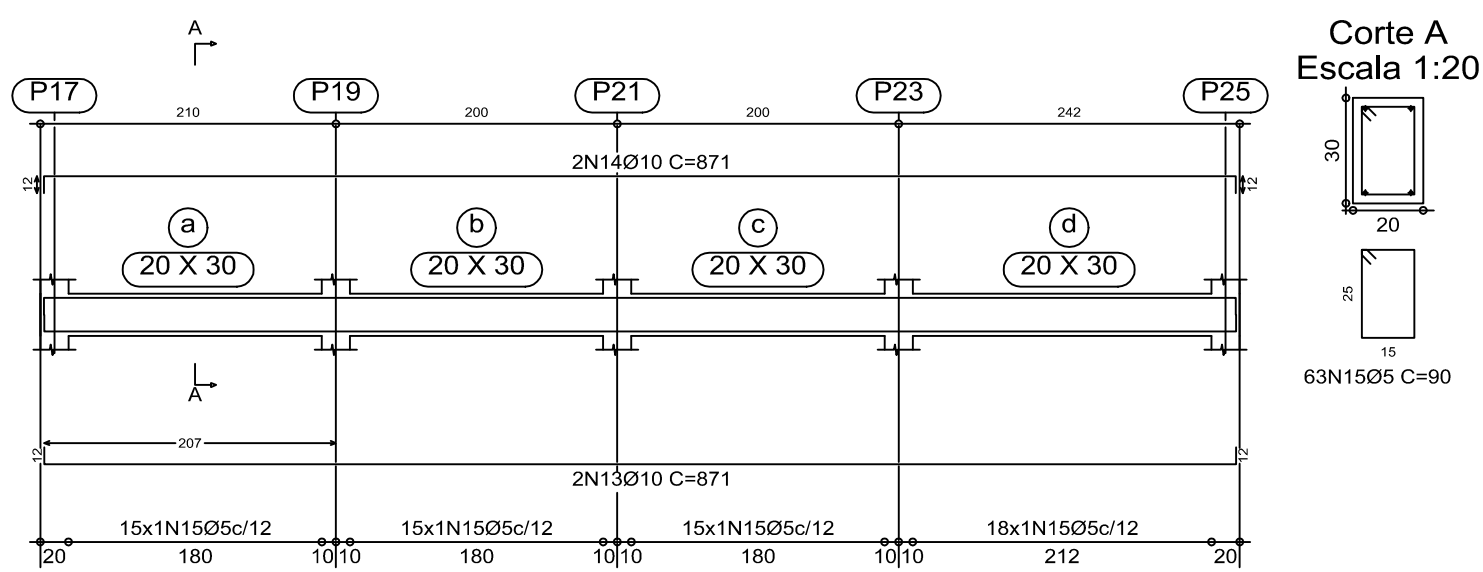 A
P17 P19 P21 P23 P25
210 200 200 242
2N14Ø10 C=871
12 12
a b c d
20 X 30 20 X 30 20 X 30 20 X 30
A
207
12 12
2N13Ø10 C=871
15x1N15Ø5c/12 15x1N15Ø5c/12 15x1N15Ø5c/12 18x1N15Ø5c/12
20 180 10 10 180 10 10 180 10 10 212 20
Corte A
Escala 1:20
30
20
25
15
63N15Ø5 C=90